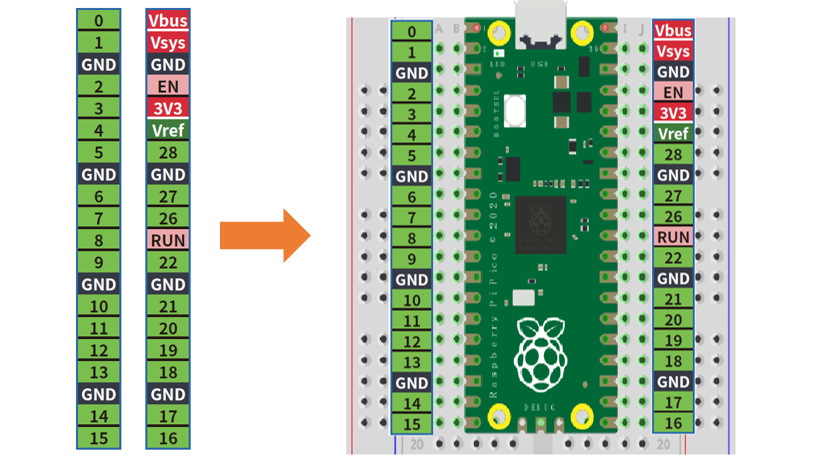 0 Vbus
1 Vsys
GND GND
2 EN
3 3V3
4 Vref
5 28
GND GND
6 27
7 26
8 RUN
9 22
GND GND
10 21
11 20
12 19
13 18
GND GND
14 17
15 16
A B I J
0 1 Vbus
1 2 39 Vsys
LED USB
GND GND
2 EN
BOOTSEL
3 3V3
4 Vref
5 28
GND GND
6 27
7 26
8 RUN
9 22
GND GND
10 21
11 20
12 19
13 18
GND GND
14 17
15 16
Raspberry Pi Pico © 2020
DEBUG
20 20